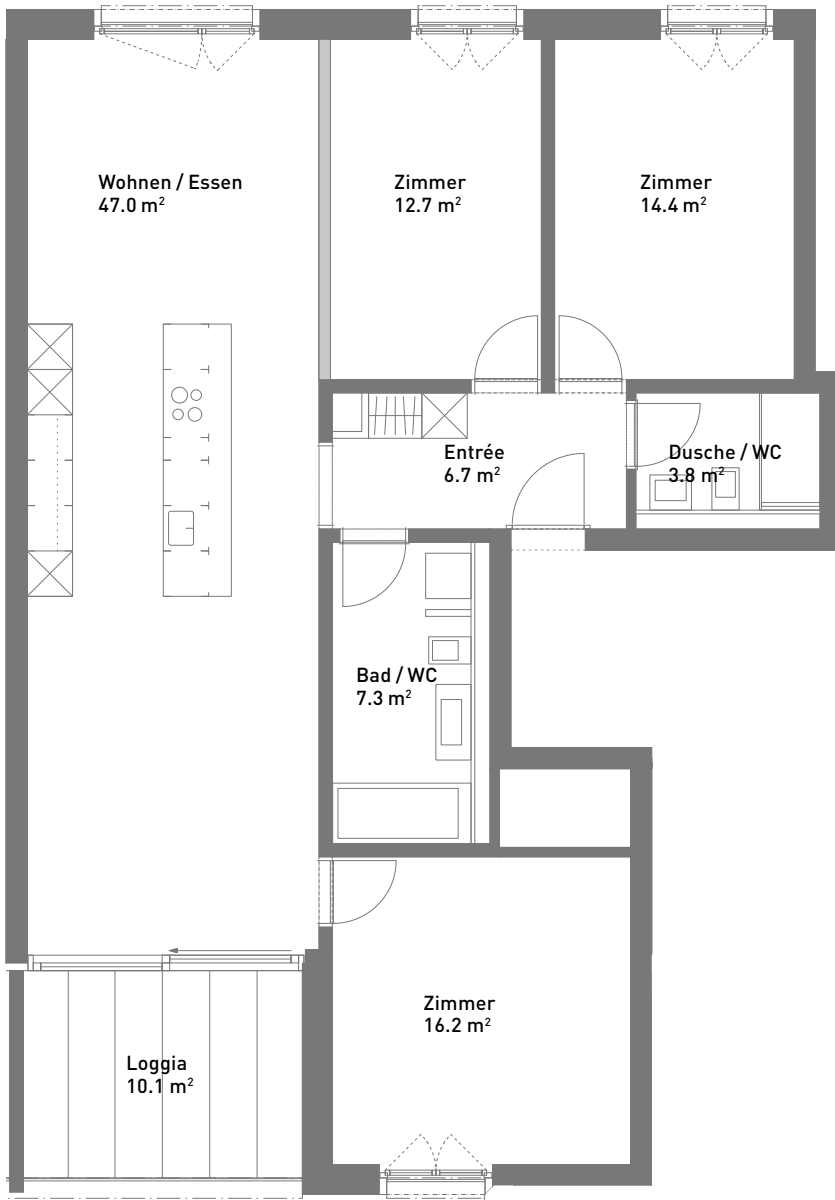 Wohnen / Essen
47.0 m²
Zimmer
12.7 m²
Zimmer
14.4 m²
Entrée
6.7 m²
Dusche / WC
3.8 m²
Bad / WC
7.3 m²
Zimmer
16.2 m²
Loggia
10.1 m²